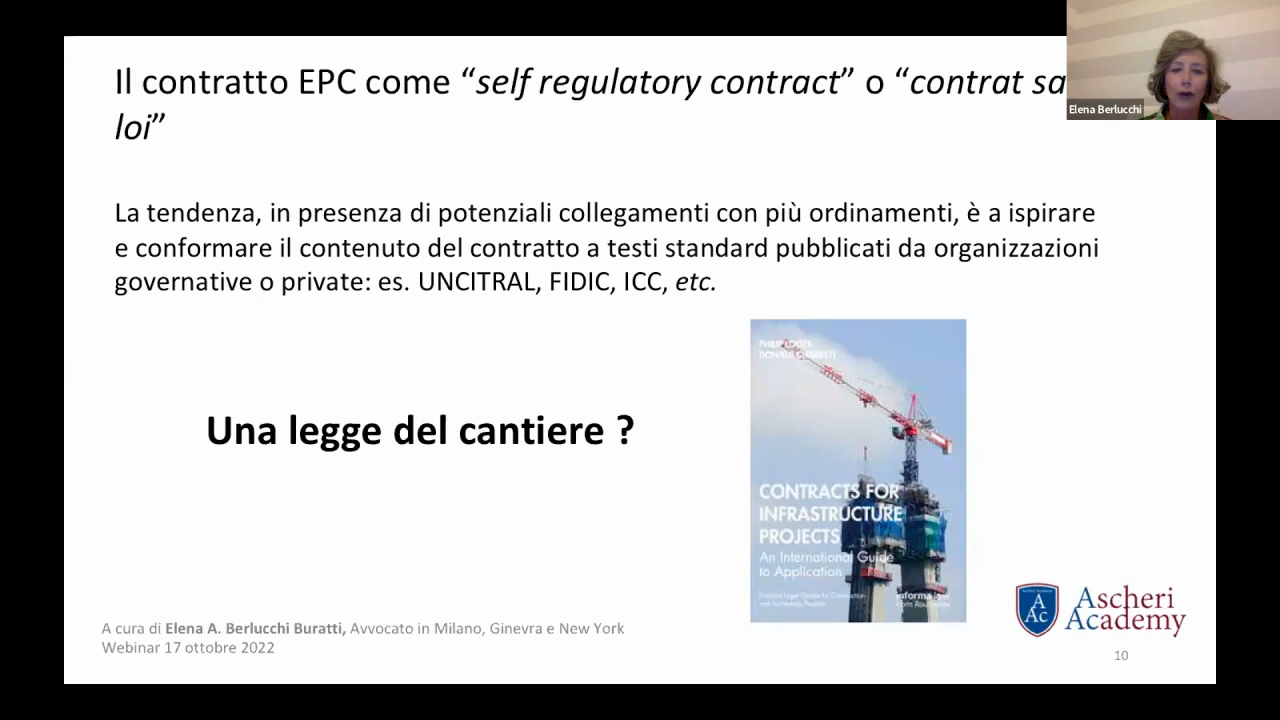 Il contratto EPC come “self regulatory contract” o “contrat sa
loi”
Elena Berlucchi
La tendenza, in presenza di potenziali collegamenti con più ordinamenti, è a ispirare
e conformare il contenuto del contratto a testi standard pubblicati da organizzazioni
governative o private: es. UNCITRAL, FIDIC, ICC, etc.
Una legge del cantiere ?
CONTRACTS FOR
INFRASTRUCTURE
PROJECTS
An International Guide
to Application
informa law
A cura di Elena A. Berlucchi Buratti, Avvocato in Milano, Ginevra e New York
Webinar 17 ottobre 2022
A
Ac
Ascheri
Academy
10